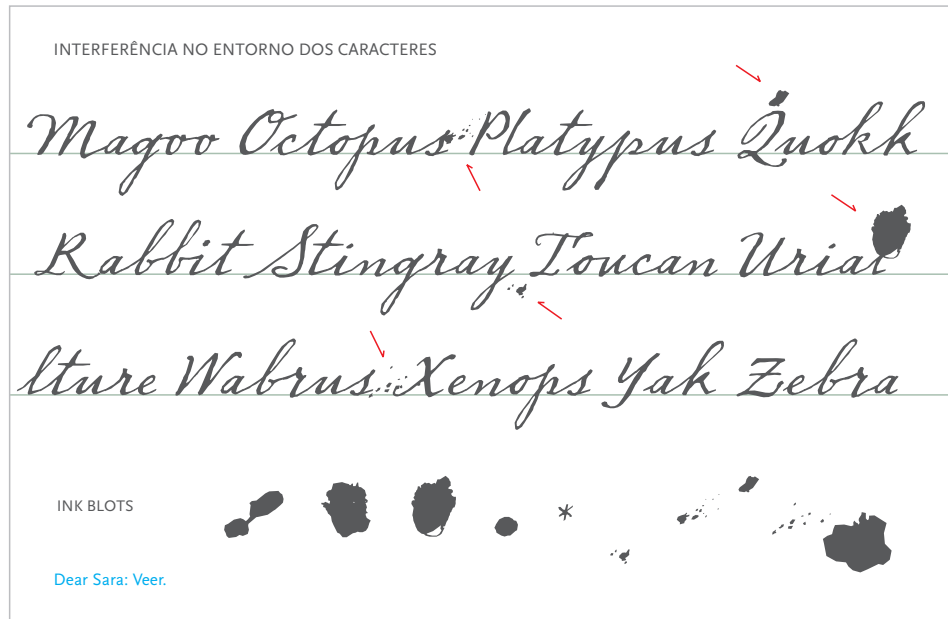 INTERFERÊNCIA NO ENTORNO DOS CARACTERES
Magoo Octopus Platypus Quokk
Rabbit Stingray Toucan Urial
lture Wabrus Xenops Yak Zebra
INK BLOTS
Dear Sara: Veer.